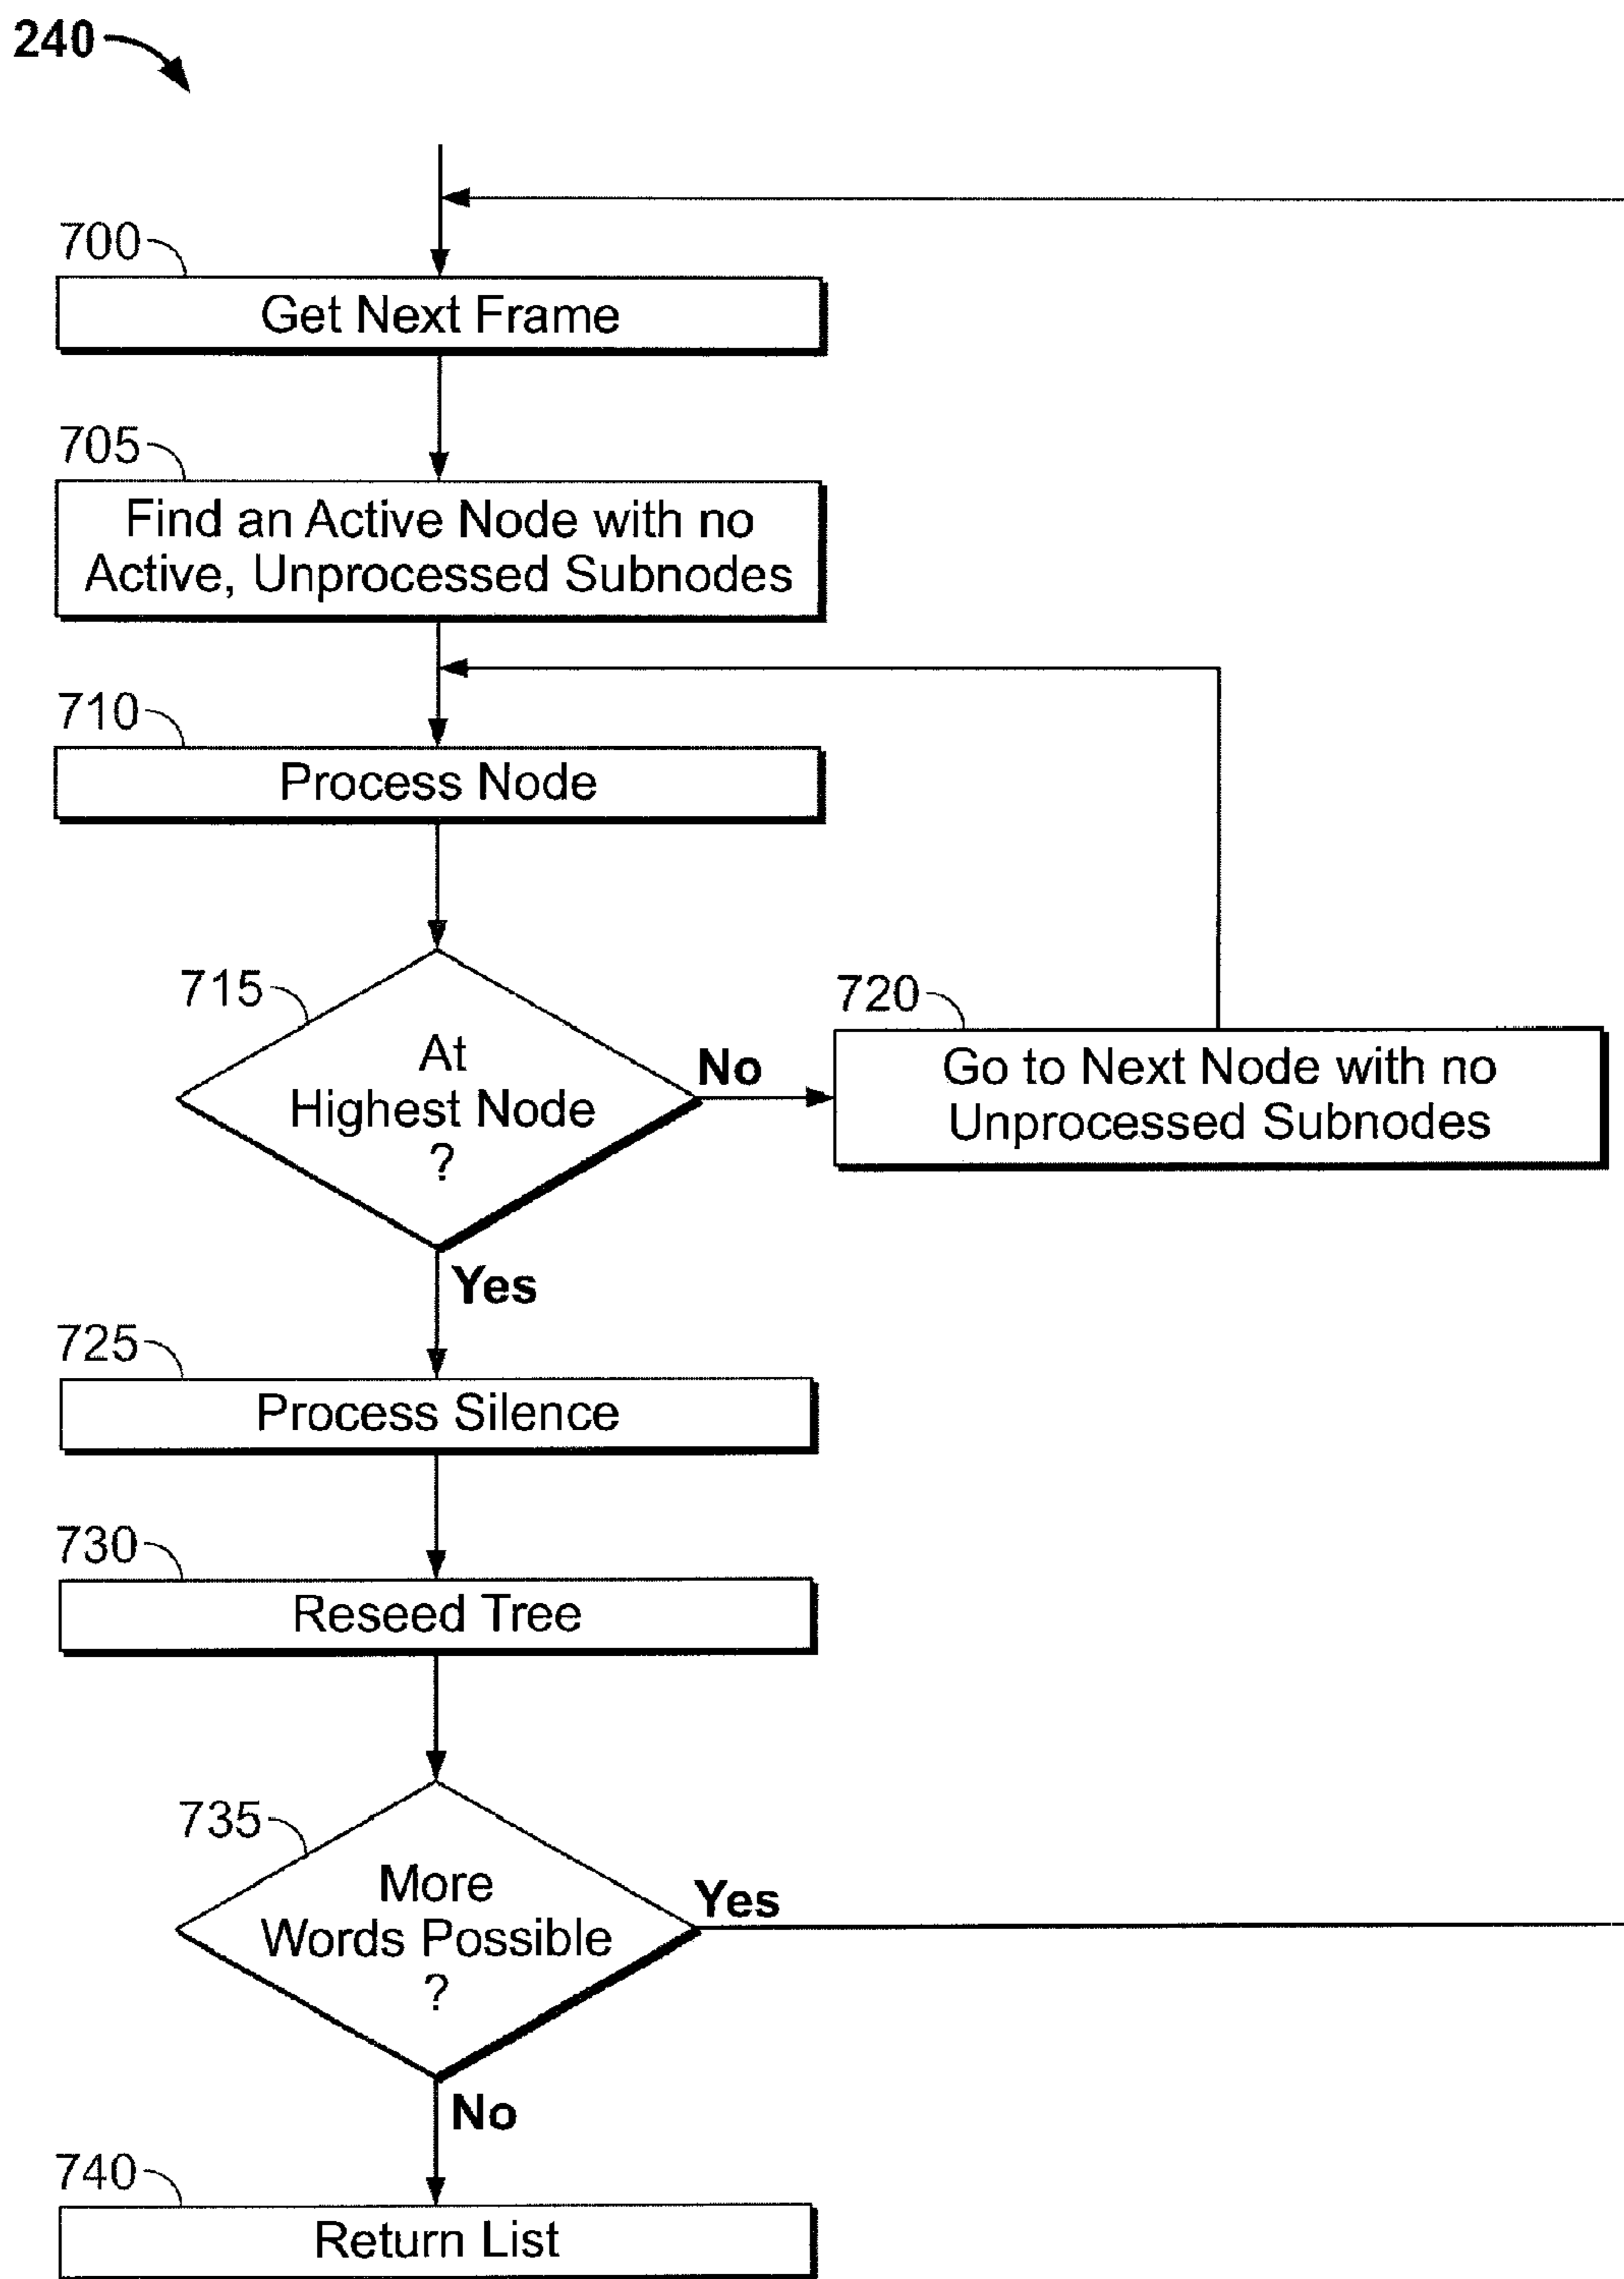 240
700
Get Next Frame
705
Find an Active Node with no
Active, Unprocessed Subnodes
710
Process Node
715
At
Highest Node
?
No
720
Go to Next Node with no
Unprocessed Subnodes
Yes
725
Process Silence
730
Reseed Tree
735
More
Words Possible
?
Yes
No
740
Return List